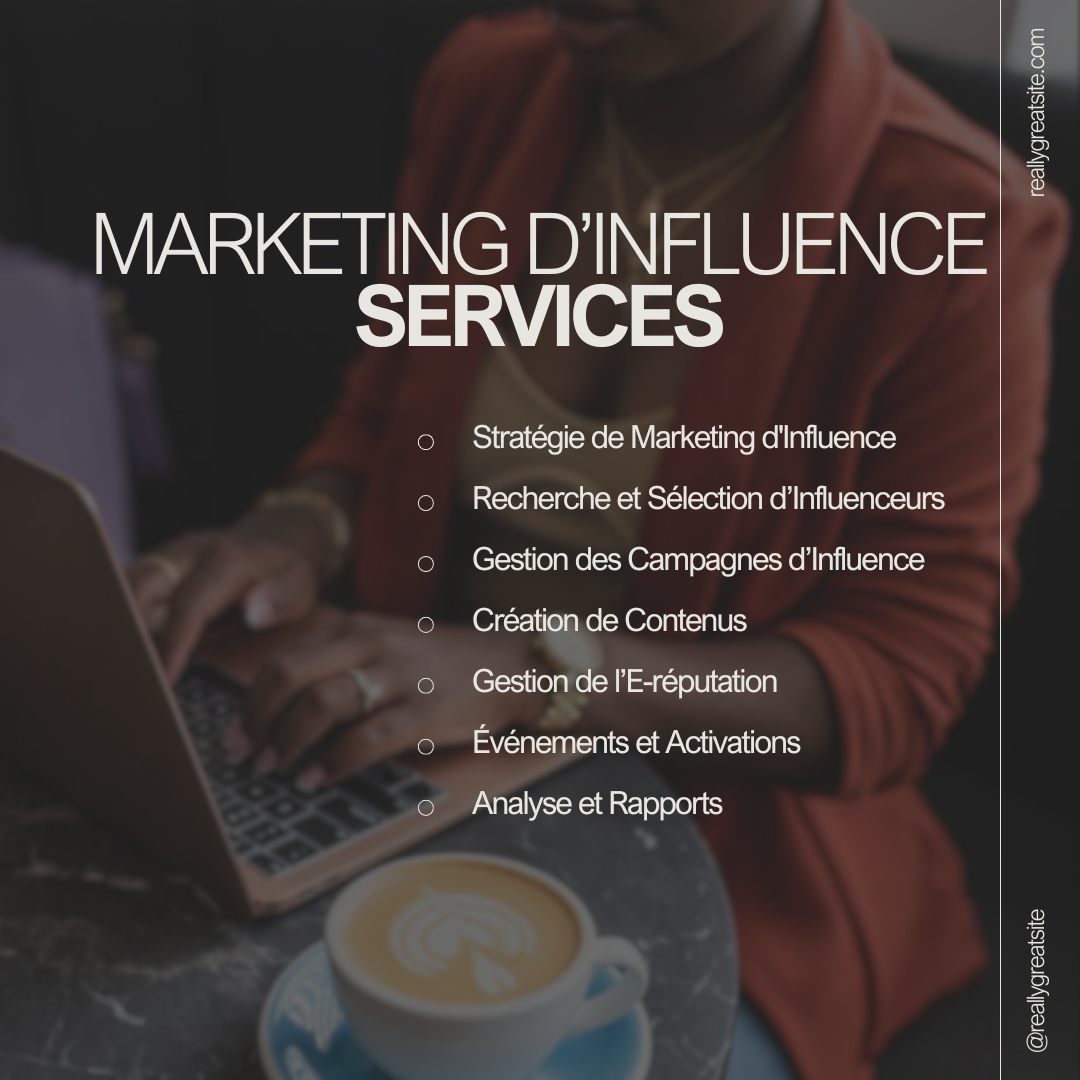 reallygreatsite.com
MARKETING D’INFLUENCE
SERVICES
Stratégie de Marketing d'Influence
Recherche et Sélection d’Influenceurs
Gestion des Campagnes d’Influence
Création de Contenus
Gestion de l’E-réputation
Événements et Activations
Analyse et Rapports
@reallygreatsite